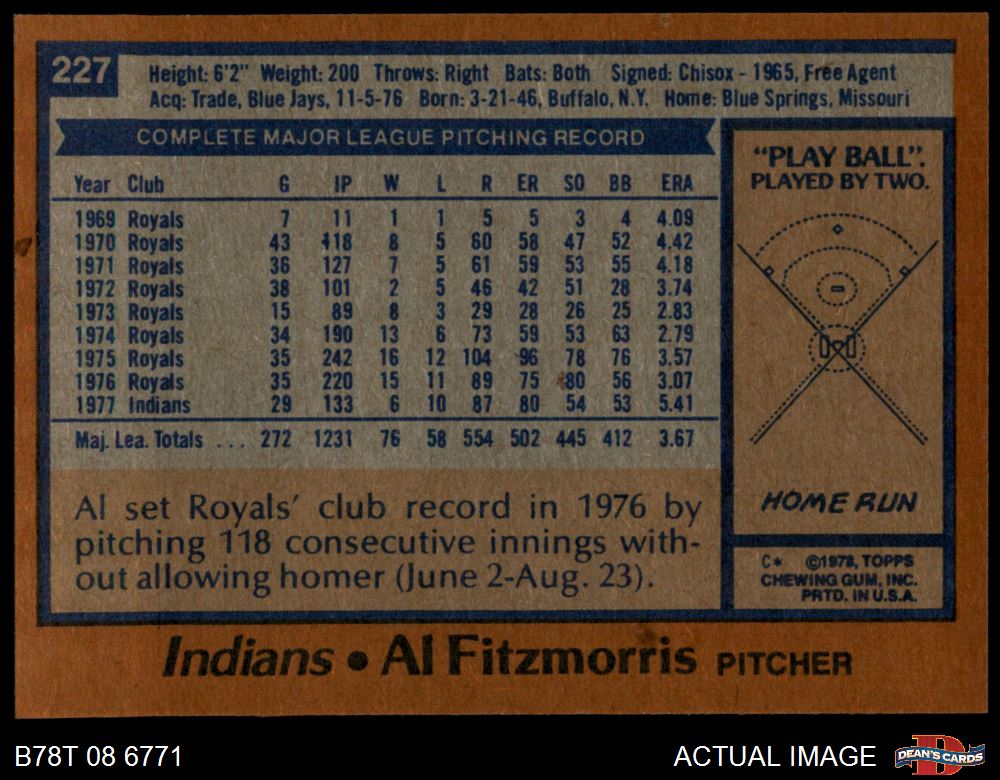 227
Height: 6'2" Weight: 200 Throws: Right Bats: Both Signed: Chisox - 1965, Free Agent
Acq: Trade, Blue Jays, 11-5-76 Born: 3-21-46, Buffalo, N.Y. Home: Blue Springs, Missouri
COMPLETE MAJOR LEAGUE PITCHING RECORD
Year Club G IP W L R ER SO BB ERA
1969 Royals 7 11 1 1 5 5 3 4 4.09
1970 Royals 43 118 8 5 60 58 47 52 4.42
1971 Royals 36 127 7 5 61 59 53 55 4.18
1972 Royals 38 101 2 5 46 42 51 28 3.74
1973 Royals 15 89 8 3 29 28 26 25 2.83
1974 Royals 34 190 13 6 73 59 53 63 2.79
1975 Royals 35 242 16 12 104 96 78 76 3.57
1976 Royals 35 220 15 11 89 75 80 56 3.07
1977 Indians 29 133 6 10 87 80 54 53 5.41
Maj. Lea. Totals ... 272 1231 76 58 554 502 445 412 3.67
Al set Royals' club record in 1976 by
pitching 118 consecutive innings with-
out allowing homer (June 2-Aug. 23).
"PLAY BALL".
PLAYED BY TWO.
HOME RUN
C* ©1978, TOPPS
CHEWING GUM, INC.
PRTD. IN U.S.A.
Indians • Al Fitzmorris PITCHER
B78T 08 6771
ACTUAL IMAGE
DEAN'S CARDS